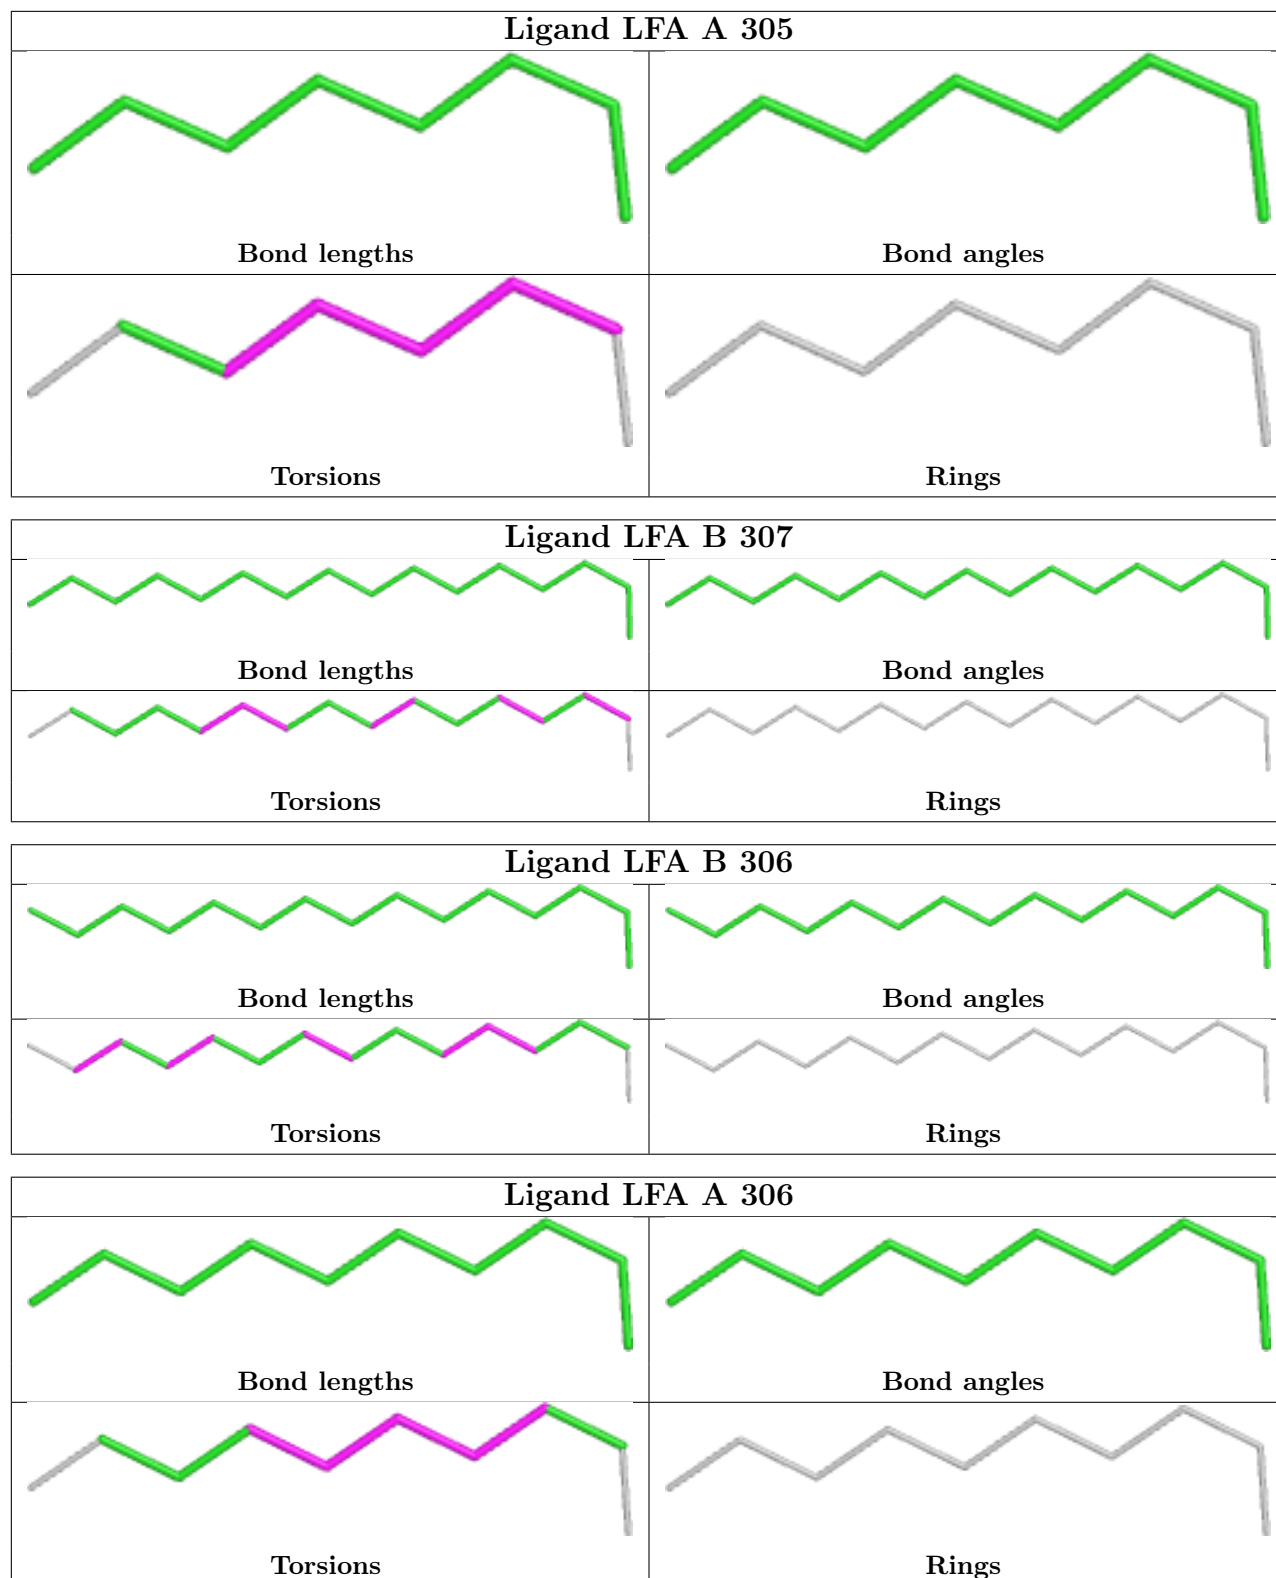 Ligand LFA A 305
Bond lengths
Bond angles
Torsions
Rings
Ligand LFA B 307
Bond lengths
Bond angles
Torsions
Rings
Ligand LFA B 306
Bond lengths
Bond angles
Torsions
Rings
Ligand LFA A 306
Bond lengths
Bond angles
Torsions
Rings